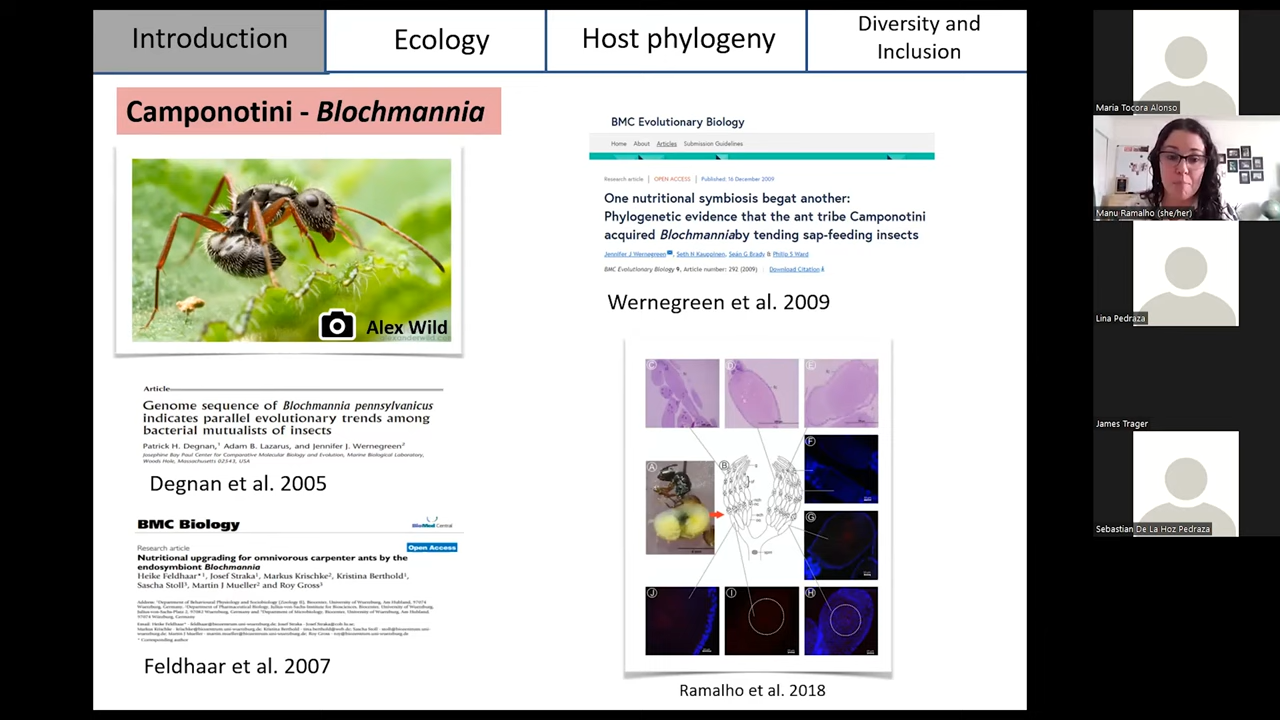 Introduction
Ecology
Host phylogeny
Diversity and
Inclusion
Camponotini - Blochmannia
Alex Wild
Article
Genome sequence of Blochmannia pennsylvanicus
indicates parallel evolutionary trends among
bacterial mutualists of insects
Patrick H. Degnan,¹ Adam B. Lazarus, and Jennifer J. Wernegreen²
Josephine Bay Paul Center for Comparative Molecular Biology and Evolution, Marine Biological Laboratory,
Woods Hole, Massachusetts 02543, USA
Degnan et al. 2005
BMC Biology
BioMed Central
Research article
Open Access
Nutritional upgrading for omnivorous carpenter ants by the
endosymbiont Blochmannia
Heike Feldhaar*¹, Josef Straka¹, Markus Krischke², Kristina Berthold¹,
Sascha Stoll³, Martin J Mueller² and Roy Gross³
Feldhaar et al. 2007
BMC Evolutionary Biology
Home About Articles Submission Guidelines
Research article | OPEN ACCESS | Published: 16 December 2009
One nutritional symbiosis begat another:
Phylogenetic evidence that the ant tribe Camponotini
acquired Blochmanniaby tending sap-feeding insects
Jennifer J Wernegreen, Seth N Kauppinen, Seán G Brady & Philip S Ward
BMC Evolutionary Biology 9, Article number: 292 (2009) | Download Citation
Wernegreen et al. 2009
C
D
E
F
A
B
G
J
I
H
Ramalho et al. 2018
Maria Tocora Alonso
Manu Ramalho (she/her)
Lina Pedraza
James Trager
Sebastian De La Hoz Pedraza